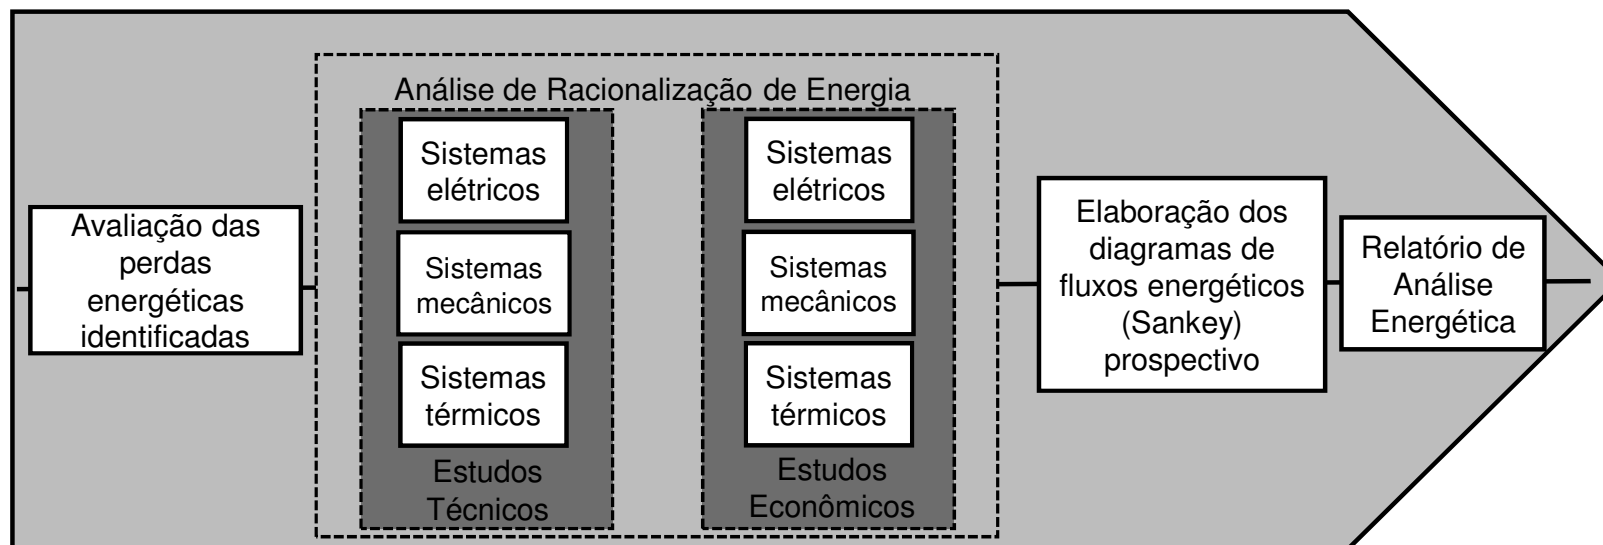 Avaliação das
perdas
energéticas
identificadas
Análise de Racionalização de Energia
Sistemas
elétricos
Sistemas
mecânicos
Sistemas
térmicos
Estudos
Técnicos
Sistemas
elétricos
Sistemas
mecânicos
Sistemas
térmicos
Estudos
Econômicos
Elaboração dos
diagramas de
fluxos energéticos
(Sankey)
prospectivo
Relatório de
Análise
Energética